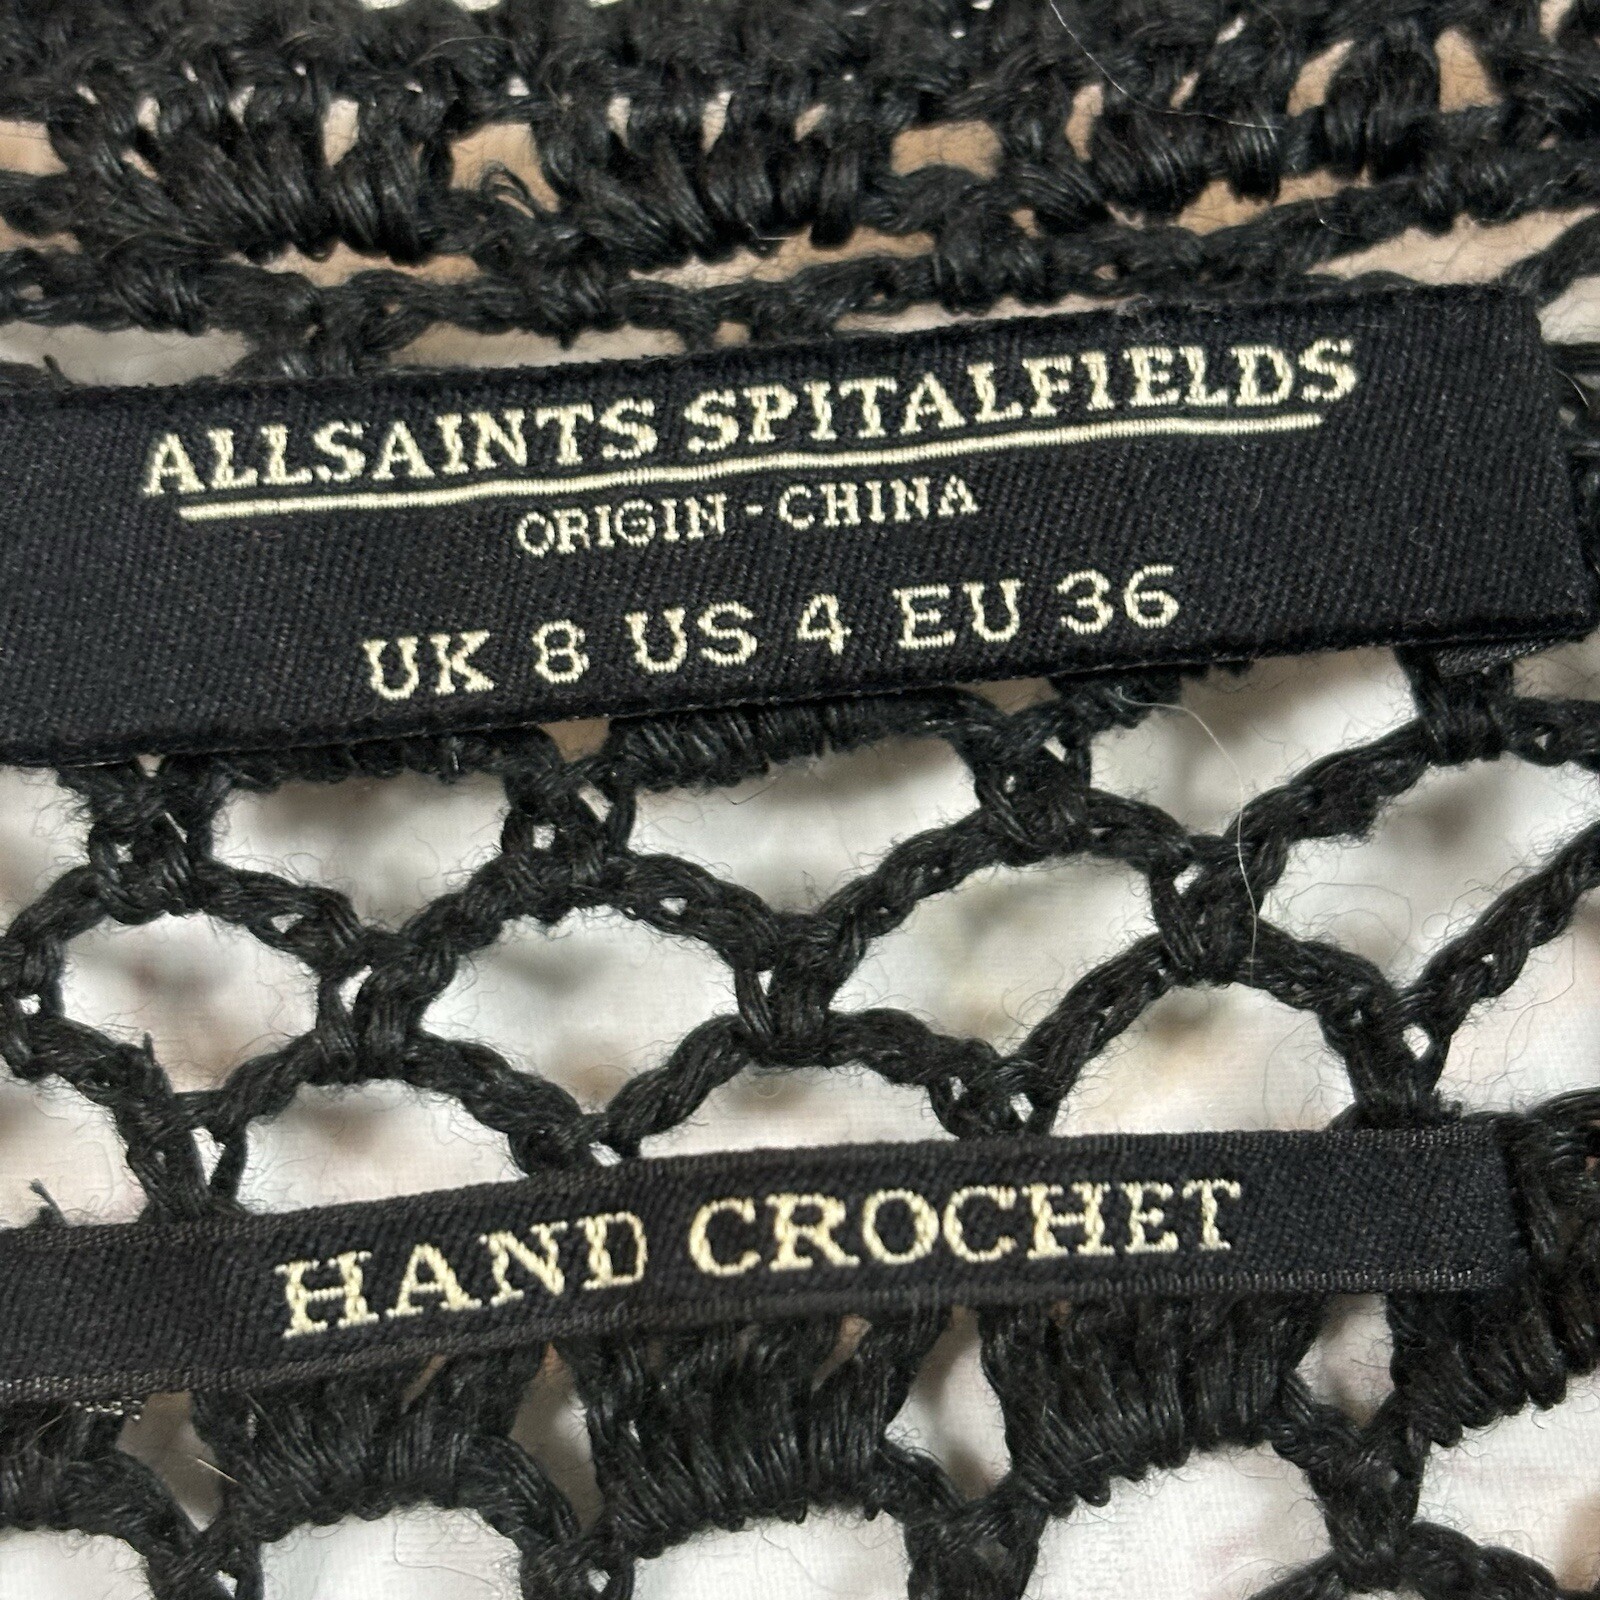 ALLSAINTS SPITALFIELDS
ORIGIN - CHINA
UK 8 US 4 EU 36
HAND CROCHET